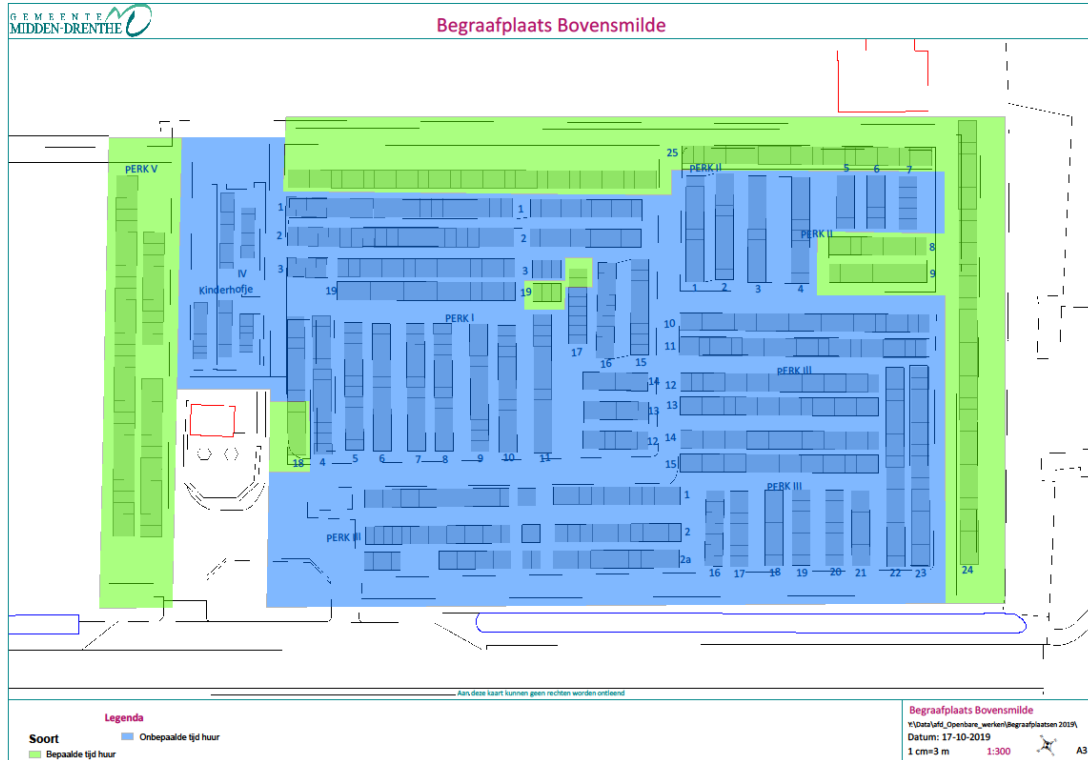 GEMEENTE
MIDDEN-DRENTHE
Begraafplaats Bovensmilde
25
PERK V
PERK II
5 6 7
1 1
2 2
PERK II
8
3 3
IV
9
Kinderhofje
19 19
1 2 3 4
PERK I
10
17
11
16 15
PERK III
14 12
13 13
12 14
18 4 5 6 7 8 9 10 11
15
PERK III
1
PERK III
2
2a
16 17 18 19 20 21 22 23 24
Aan deze kaart kunnen geen rechten worden ontleend
Legenda
Soort
Onbepaalde tijd huur
Bepaalde tijd huur
Begraafplaats Bovensmilde
Y:\Data\afd_Openbare_werken\Begraafplaatsen 2019\
Datum: 17-10-2019
1 cm=3 m 1:300 A3